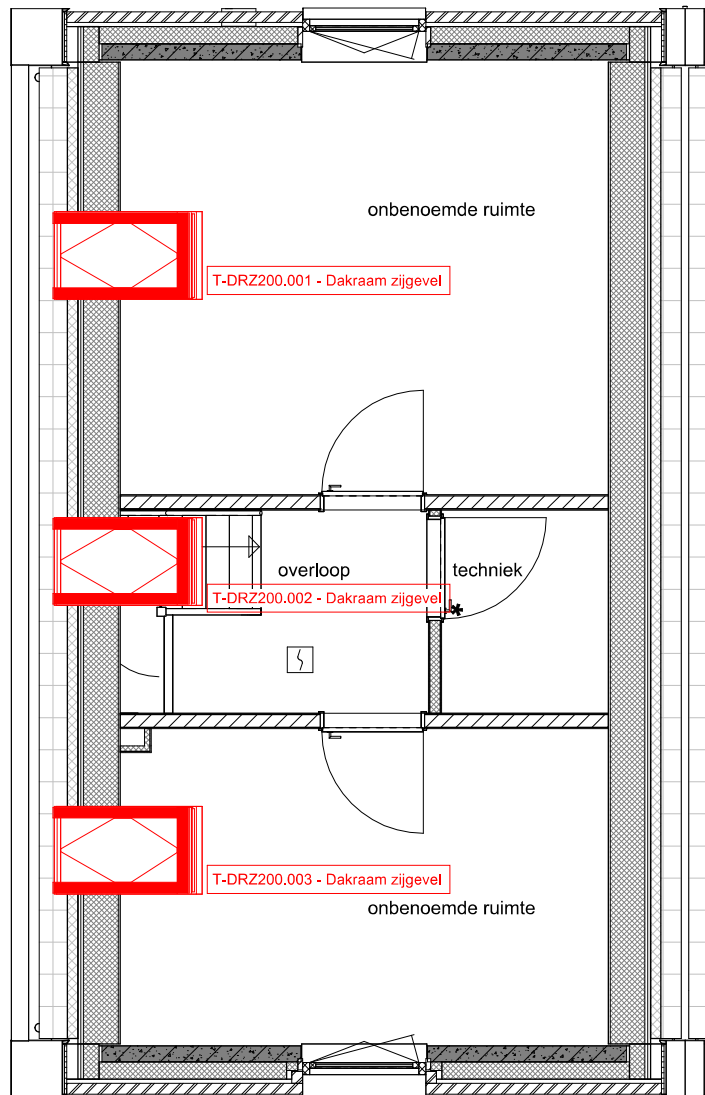 onbenoemde ruimte
T-DRZ200.001 - Dakraam zijgevel
overloop
techniek
T-DRZ200.002 - Dakraam zijgevel
T-DRZ200.003 - Dakraam zijgevel
onbenoemde ruimte